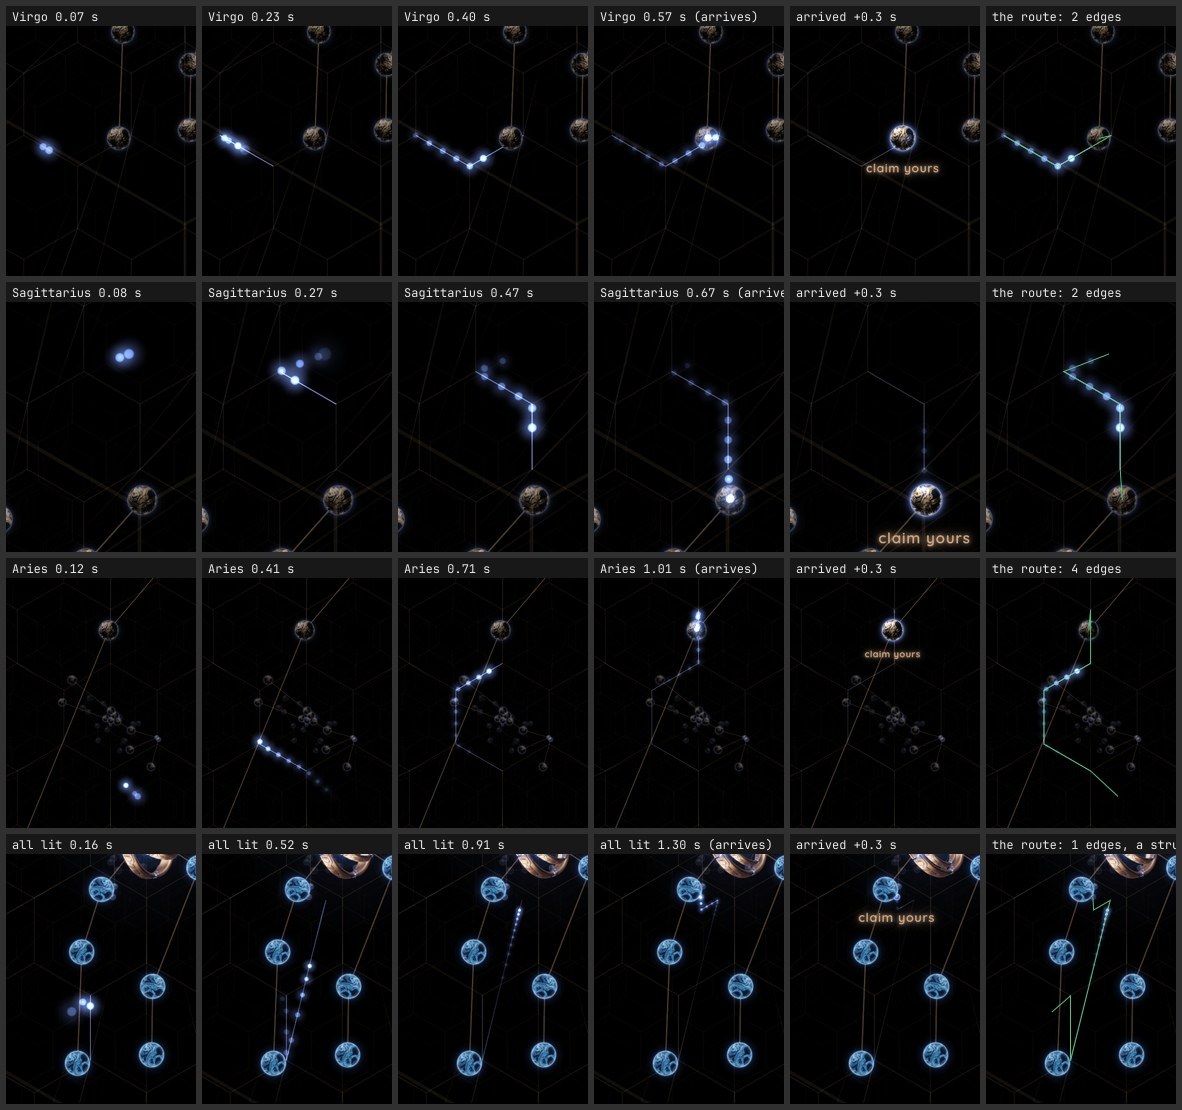 Virgo 0.07 s
Virgo 0.23 s
Virgo 0.40 s
Virgo 0.57 s (arrives)
arrived +0.3 s
the route: 2 edges
claim yours
Sagittarius 0.08 s
Sagittarius 0.27 s
Sagittarius 0.47 s
Sagittarius 0.67 s (arrive
arrived +0.3 s
the route: 2 edges
claim yours
Aries 0.12 s
Aries 0.41 s
Aries 0.71 s
Aries 1.01 s (arrives)
arrived +0.3 s
the route: 4 edges
claim yours
all lit 0.16 s
all lit 0.52 s
all lit 0.91 s
all lit 1.30 s (arrives)
arrived +0.3 s
the route: 1 edges, a stru
claim yours